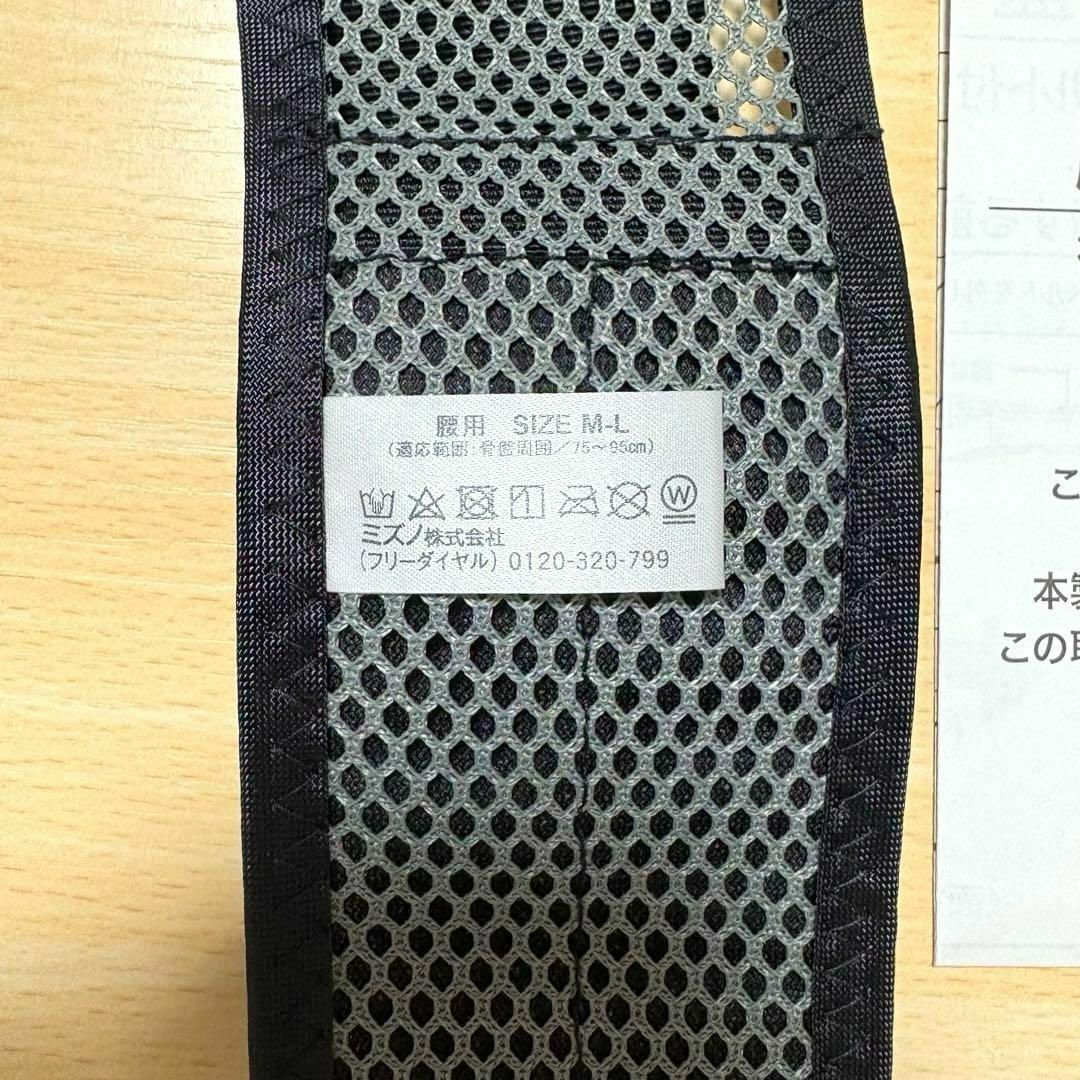 腰用 SIZE M-L
(適応範囲:骨盤周囲/75～95cm)
W
ミズノ株式会社
(フリーダイヤル) 0120-320-799
こ
本製
この取